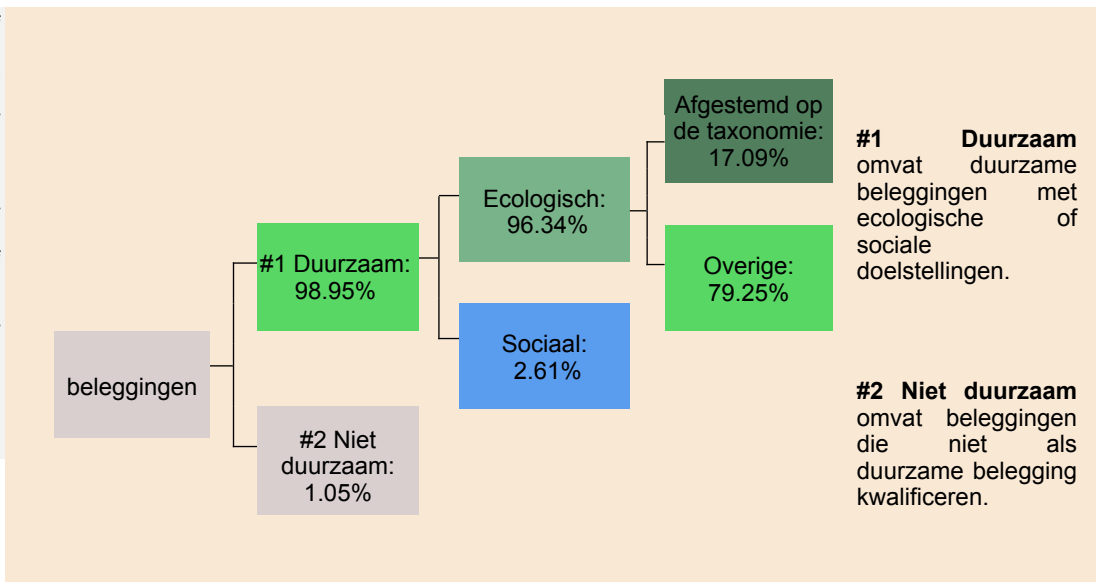 beleggingen
#1 Duurzaam:
98.95%
#2 Niet
duurzaam:
1.05%
Ecologisch:
96.34%
Sociaal:
2.61%
Afgestemd op
de taxonomie:
17.09%
Overige:
79.25%
#1 Duurzaam
omvat duurzame
beleggingen met
ecologische of
sociale
doelstellingen.
#2 Niet duurzaam
omvat beleggingen
die niet als
duurzame belegging
kwalificeren.